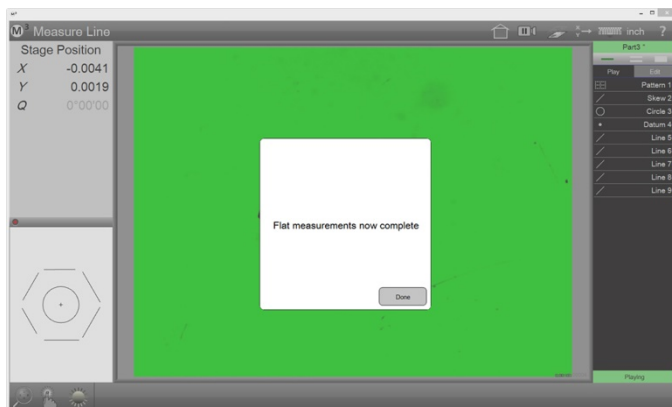 M³
M³ Measure Line
inch ?
Stage Position
X -0.0041
Y 0.0019
Q 0°00'00
Flat measurements now complete
Done
Part3 *
Play Edit
Pattern 1
Skew 2
Circle 3
Datum 4
Line 5
Line 6
Line 7
Line 8
Line 9
Playing